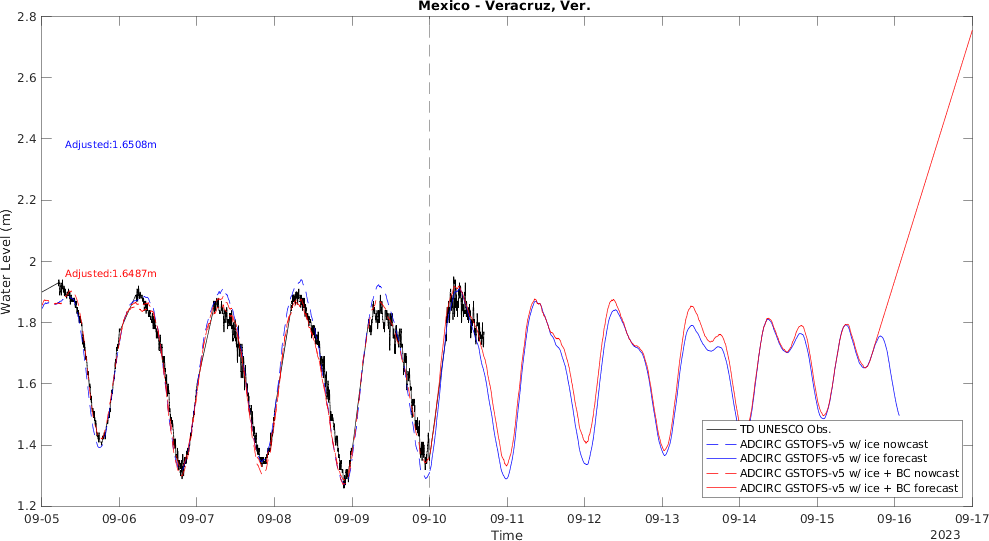 Mexico - Veracruz, Ver.
2.8
2.6
2.4
2.2
2
1.8
1.6
1.4
1.2
Water Level (m)
Adjusted:1.6508m
Adjusted:1.6487m
TD UNESCO Obs.
ADCIRC GSTOFS-v5 w/ ice nowcast
ADCIRC GSTOFS-v5 w/ ice forecast
ADCIRC GSTOFS-v5 w/ ice + BC nowcast
ADCIRC GSTOFS-v5 w/ ice + BC forecast
09-05 09-06 09-07 09-08 09-09 09-10 09-11 09-12 09-13 09-14 09-15 09-16 09-17
Time
2023